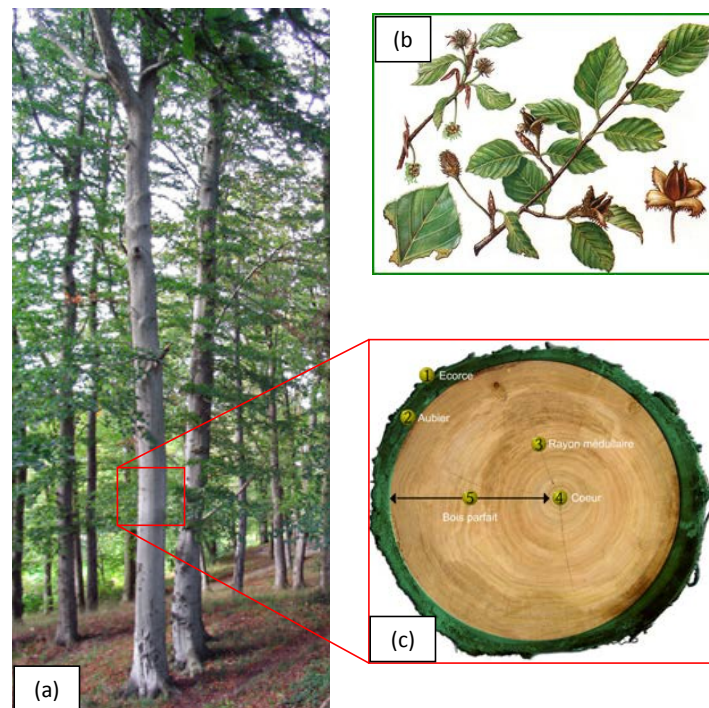 (b)
1 Ecorce
2 Aubier
3 Rayon médullaire
5 4 Coeur
Bois parfait
(a)
(c)